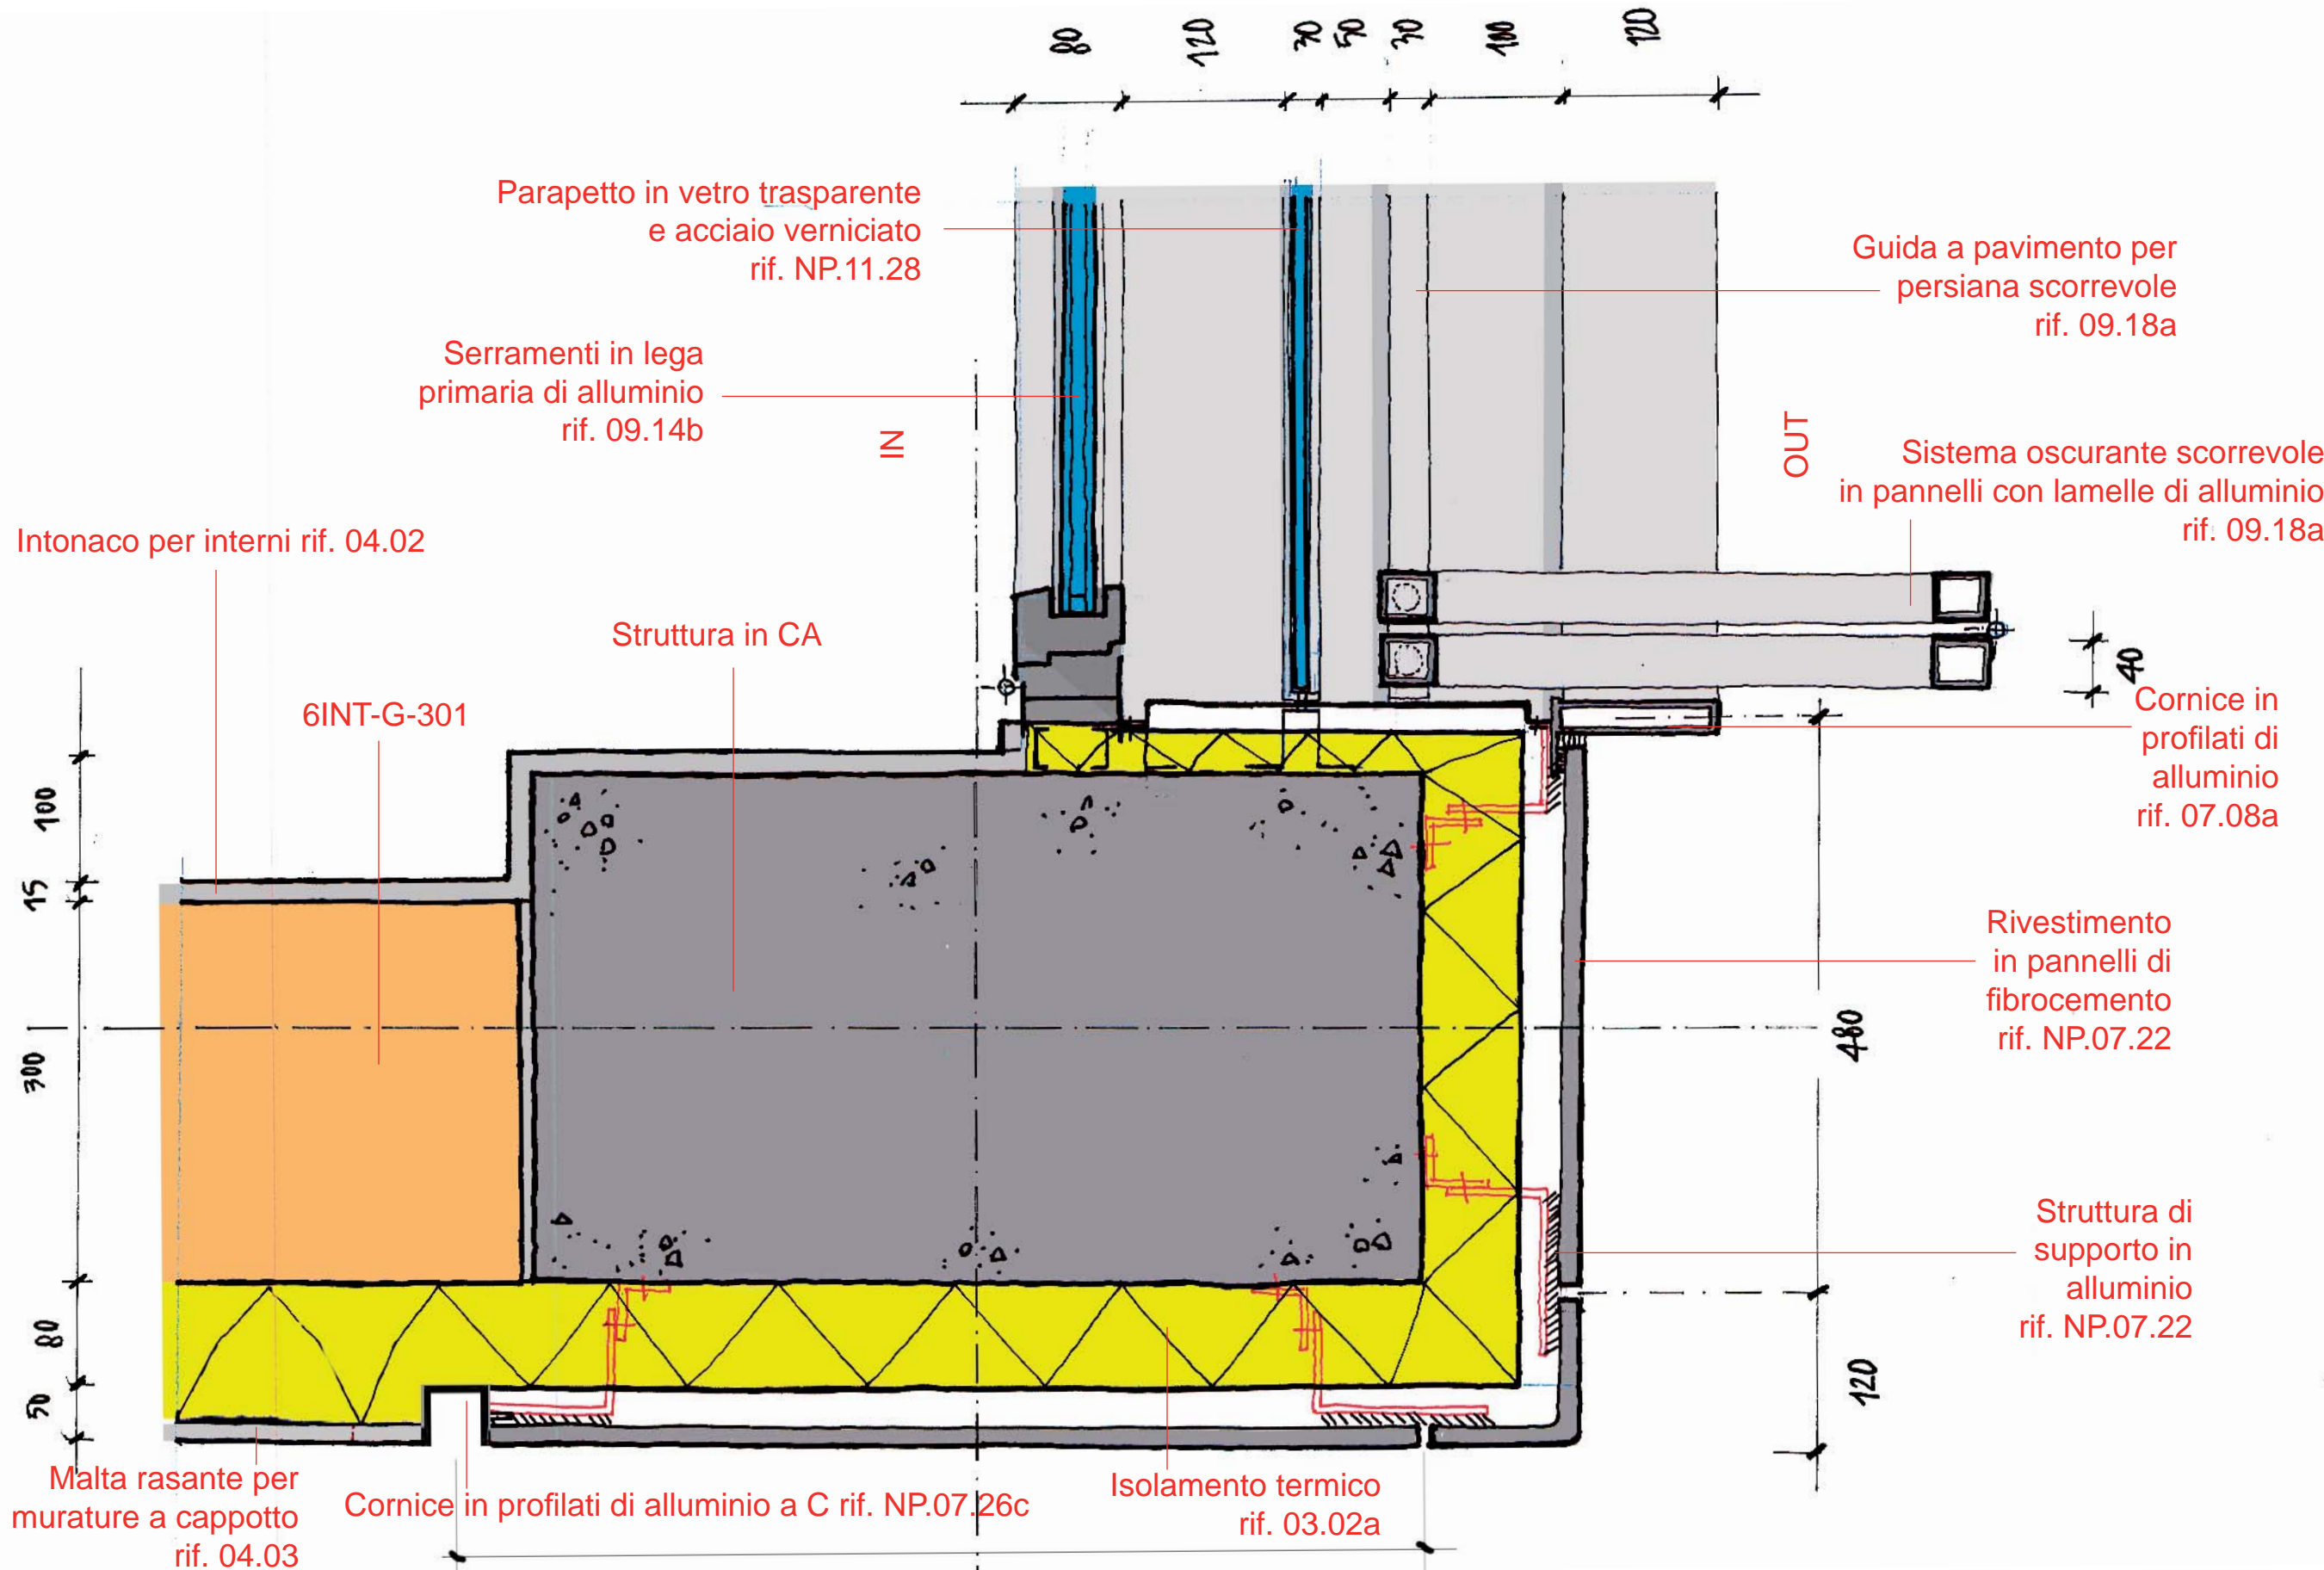 80
120
30
50
30
100
120
Parapetto in vetro trasparente
e acciaio verniciato
rif. NP.11.28
Guida a pavimento per
persiana scorrevole
rif. 09.18a
Serramenti in lega
primaria di alluminio
rif. 09.14b
IN
OUT
Sistema oscurante scorrevole
in pannelli con lamelle di alluminio
rif. 09.18a
Intonaco per interni rif. 04.02
Struttura in CA
6INT-G-301
40
Cornice in
profilati di
alluminio
rif. 07.08a
100
15
300
80
50
Rivestimento
in pannelli di
fibrocemento
rif. NP.07.22
480
Struttura di
supporto in
alluminio
rif. NP.07.22
120
Malta rasante per
murature a cappotto
rif. 04.03
Cornice in profilati di alluminio a C rif. NP.07.26c
Isolamento termico
rif. 03.02a